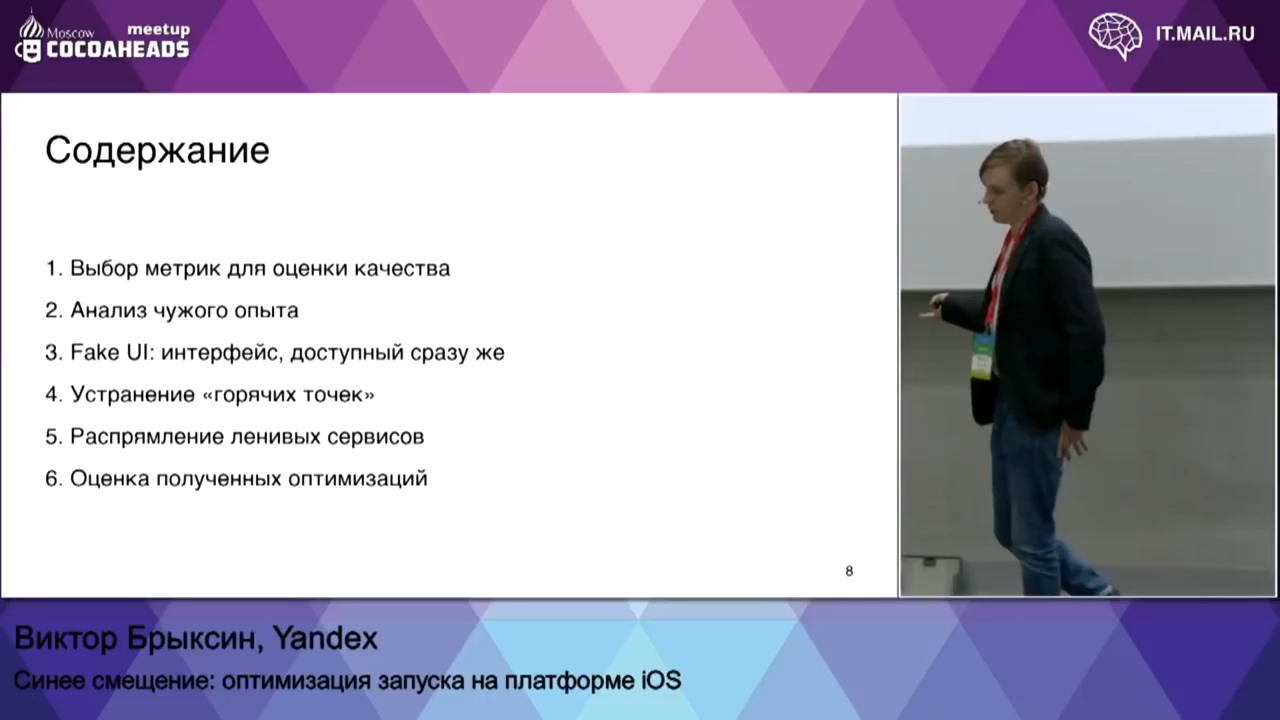 Moscow meetup
COCOAHEADS
IT.MAIL.RU
Содержание
1. Выбор метрик для оценки качества
2. Анализ чужого опыта
3. Fake UI: интерфейс, доступный сразу же
4. Устранение «горячих точек»
5. Распрямление ленивых сервисов
6. Оценка полученных оптимизаций
8
Виктор Брыксин, Yandex
Синее смещение: оптимизация запуска на платформе iOS